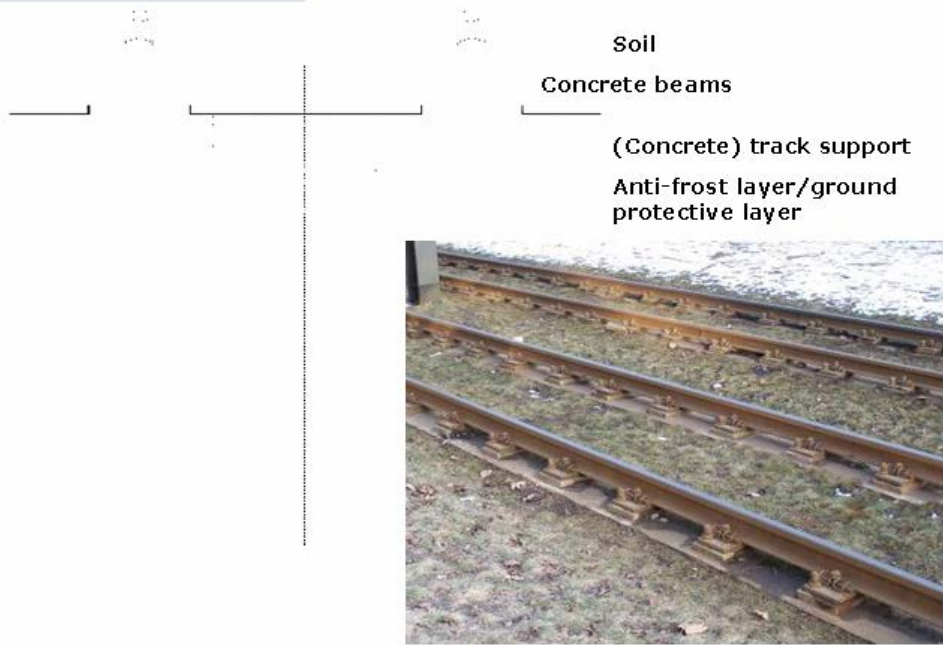 Soil
Concrete beams
(Concrete) track support
Anti-frost layer/ground
protective layer